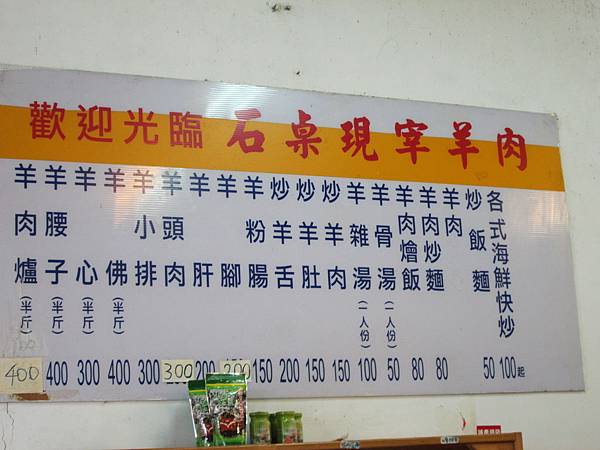 歡迎光臨 石桌現宰羊肉
羊肉爐(半斤) 400
羊腰子(半斤) 400
羊心(半斤) 300
羊佛(半斤) 400
羊小排 300
羊頭肉 300
羊肝 200
羊腳 200
羊粉腸 150
炒羊舌 200
炒羊肚 150
炒羊肉 150
羊雜湯(一人份) 100
羊骨湯(一人份) 50
羊肉燴飯 80
羊肉炒麵 80
羊肉
炒飯麵 50
各式海鮮快炒 100起